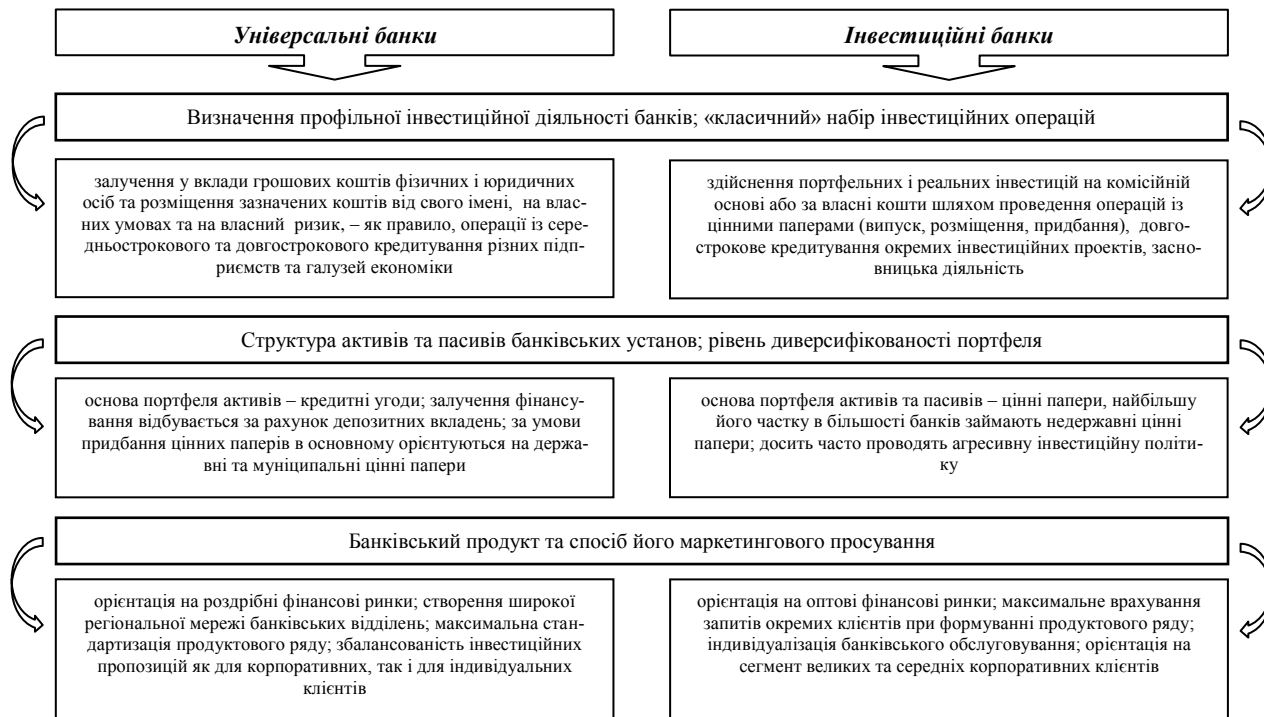 Універсальні банки
Інвестиційні банки
Визначення профільної інвестиційної діяльності банків; «класичний» набір інвестиційних операцій
залучення у вклади грошових коштів фізичних і юридичних
осіб та розміщення зазначених коштів від свого імені, на влас-
них умовах та на власний ризик, – як правило, операції із сере-
дньострокового та довгострокового кредитування різних підп-
риємств та галузей економіки
здійснення портфельних і реальних інвестицій на комісійній
основі або за власні кошти шляхом проведення операцій із
цінними паперами (випуск, розміщення, придбання), довго-
строкове кредитування окремих інвестиційних проектів, засно-
вницька діяльність
Структура активів та пасивів банківських установ; рівень диверсифікованості портфеля
основа портфеля активів – кредитні угоди; залучення фінансу-
вання відбувається за рахунок депозитних вкладень; за умови
придбання цінних паперів в основному орієнтуються на держа-
вні та муніципальні цінні папери
основа портфеля активів та пасивів – цінні папери, найбільшу
його частку в більшості банків займають недержавні цінні
папери; досить часто проводять агресивну інвестиційну політи-
ку
Банківський продукт та спосіб його маркетингового просування
орієнтація на роздрібні фінансові ринки; створення широкої
регіональної мережі банківських відділень; максимальна стан-
дартизація продуктового ряду; збалансованість інвестиційних
пропозицій як для корпоративних, так і для індивідуальних
клієнтів
орієнтація на оптові фінансові ринки; максимальне врахування
запитів окремих клієнтів при формуванні продуктового ряду;
індивідуалізація банківського обслуговування; орієнтація на
сегмент великих та середніх корпоративних клієнтів